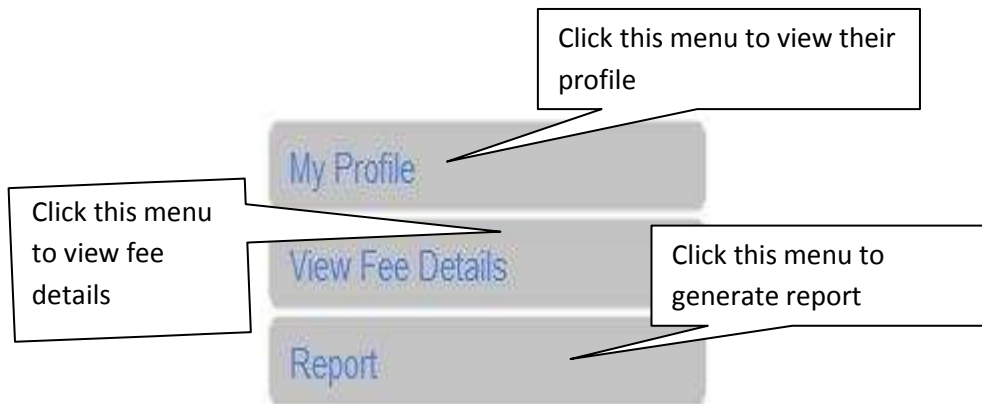 Click this menu to view their
profile
My Profile
Click this menu
to view fee
details
View Fee Details
Click this menu to
generate report
Report